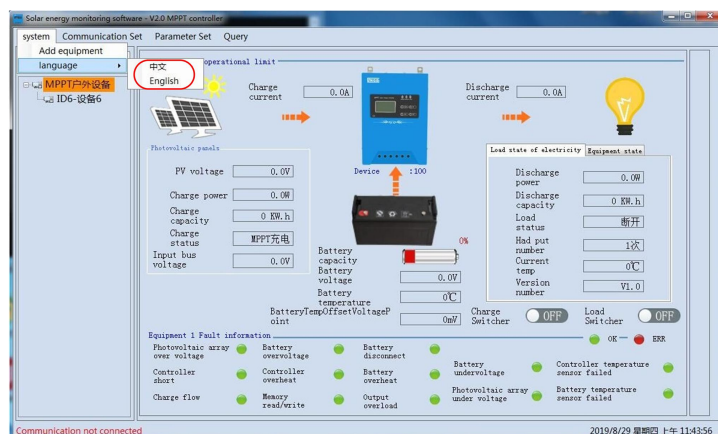 Solar energy monitoring software - V2.0 MPPT controller
system Communication Set Parameter Set Query
Add equipment
language
中文
English
MPPT户外设备
ID6-设备6
operational limit
Charge current
0.0A
Discharge current
0.0A
Photovoltaic panels
PV voltage 0.0V
Charge power 0.0W
Charge capacity 0 KW.h
Charge status MPPT充电
Input bus voltage 0.0V
Device :100
0%
Battery capacity
Battery voltage 0.0V
Battery temperature 0℃
BatteryTempOffsetVoltageP
oint 0mV
Load state of electricity Equipment state
Discharge power 0.0W
Discharge capacity 0 KW.h
Load status 断开
Had put number 1次
Current temp 0℃
Version number V1.0
Charge Switcher OFF
Load Switcher OFF
Equipment 1 Fault information
OK ERR
Photovoltaic array over voltage
Battery overvoltage
Battery disconnect
Controller short
Controller overheat
Battery overheat
Battery undervoltage
Controller temperature sensor failed
Charge flow
Memory read/write
Output overload
Photovoltaic array under voltage
Battery temperature sensor failed
Communication not connected
2019/8/29 星期四 上午 11:43:56